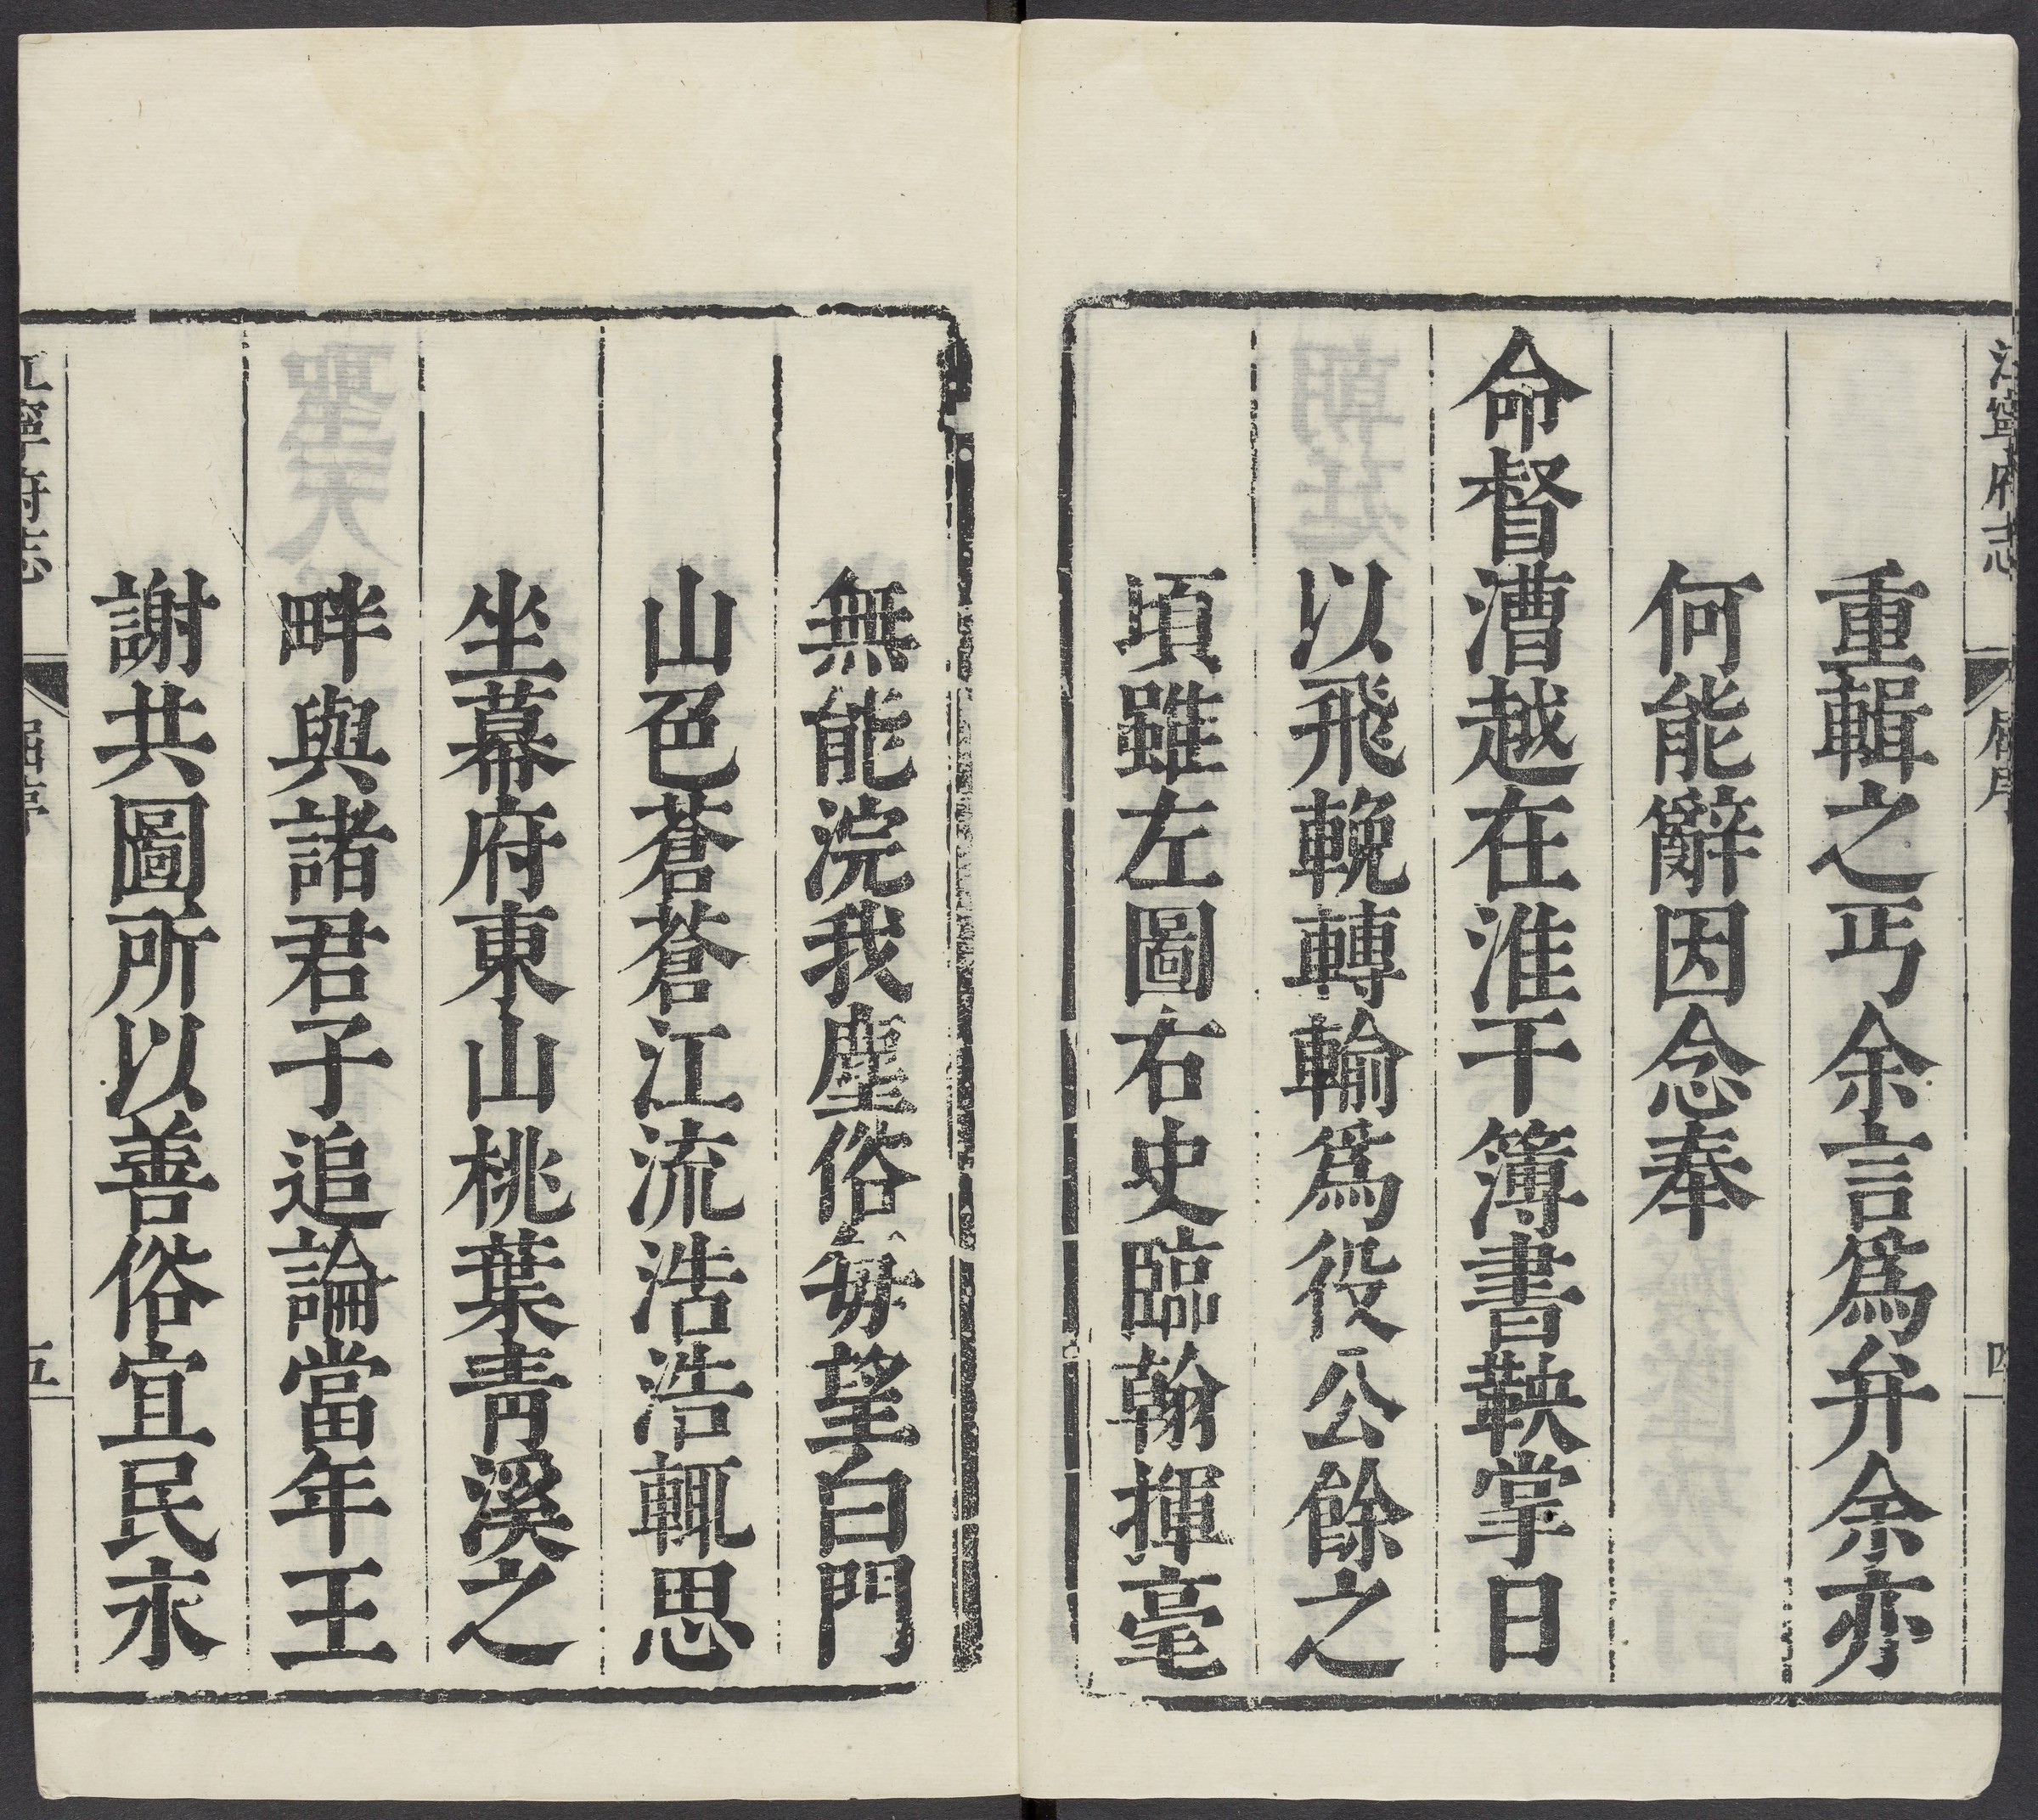 江寧府志 屠序 四
重輯之丐余言爲弁余亦
何能辭因念奉
命督漕越在淮干簿書鞅掌日
以飛輓轉輸爲役公餘之
頃雖左圖右史臨翰揮毫
無能浣我塵俗每望白門
山色蒼蒼江流浩浩輒思
坐幕府東山桃葉青溪之
畔與諸君子追論當年王
謝共圖所以善俗宜民永
江寧府志 五